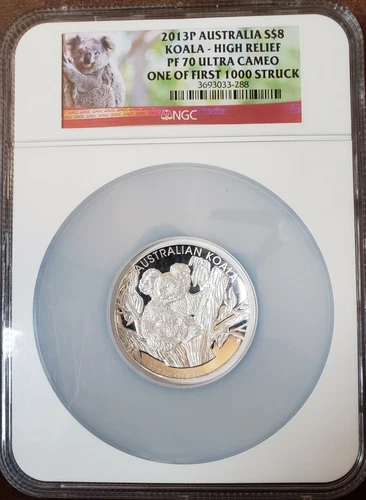 2013P AUSTRALIA S$8
KOALA - HIGH RELIEF
PF 70 ULTRA CAMEO
ONE OF FIRST 1000 STRUCK
3693033-288
NGC
AUSTRALIAN KOALA